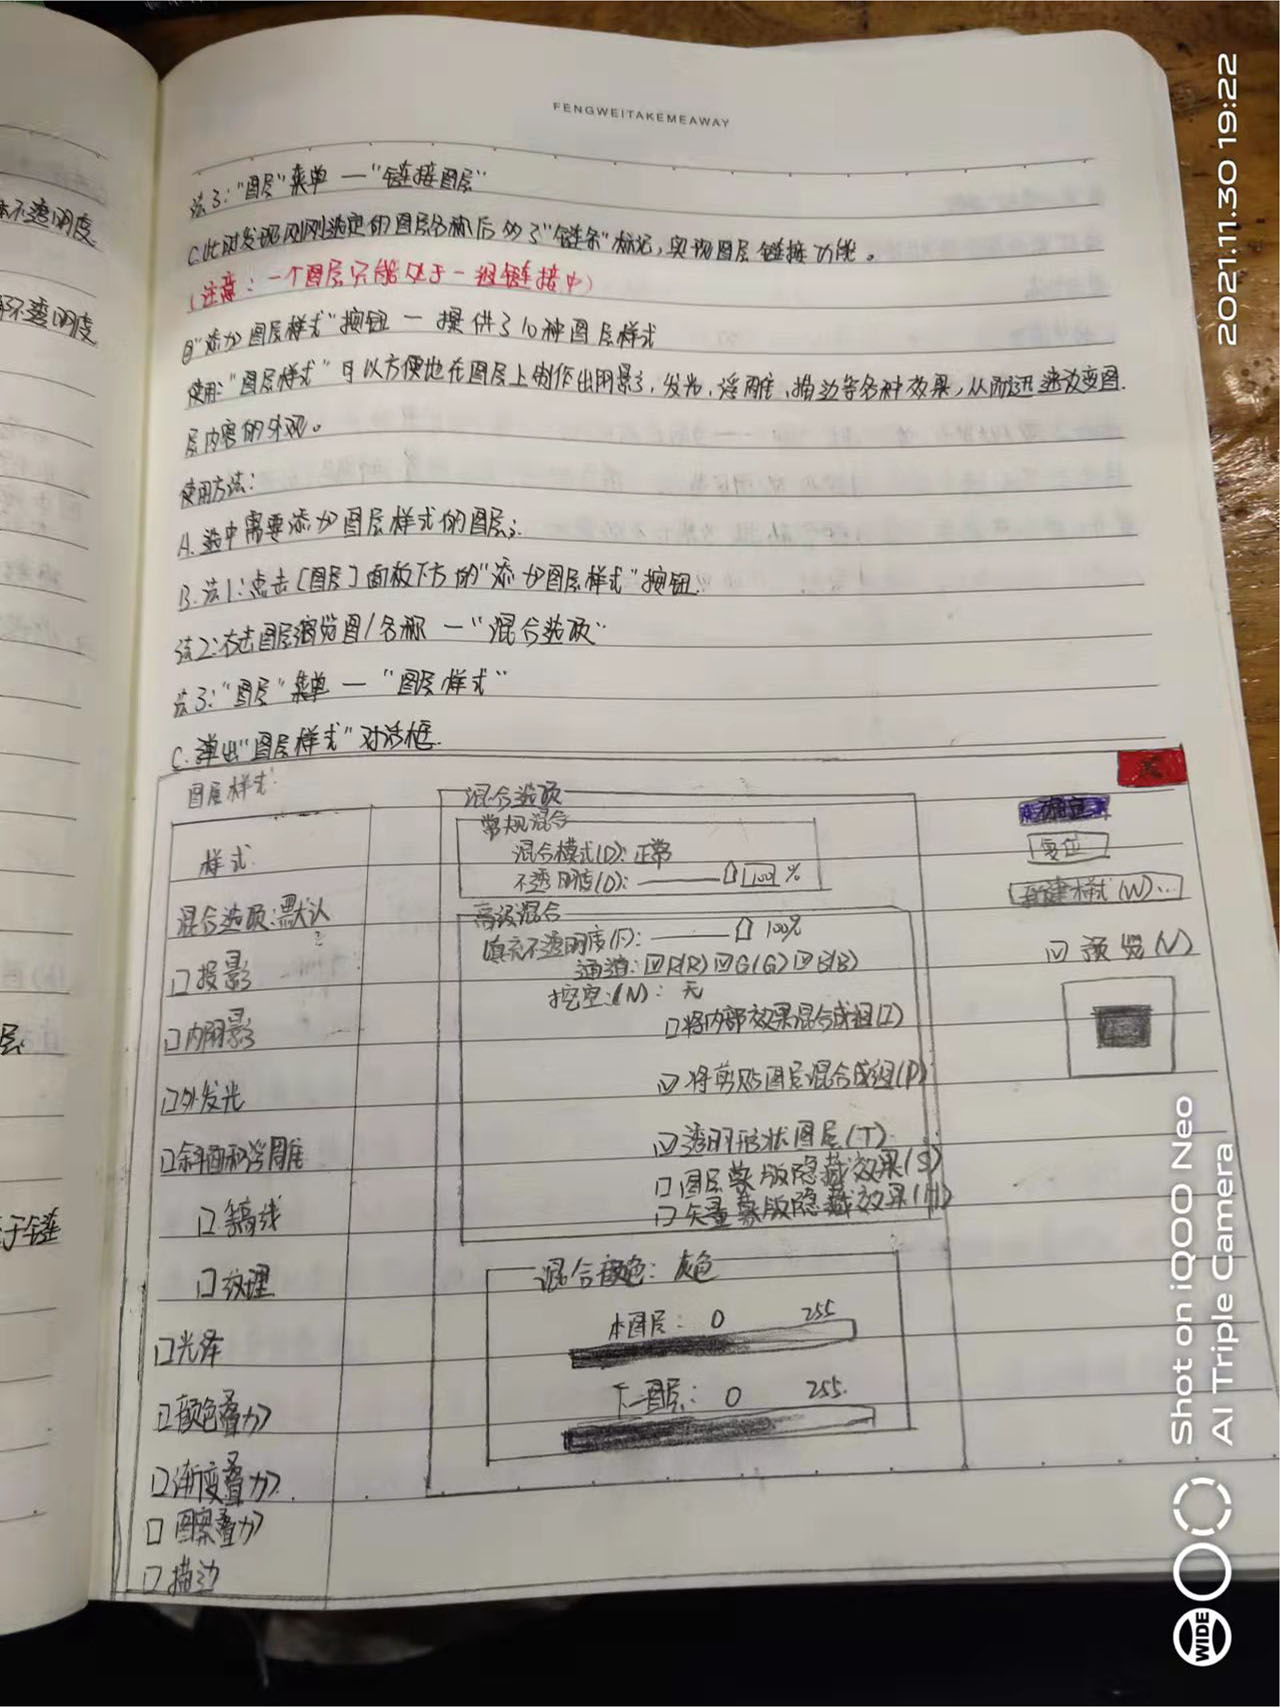 FENGWEITAKEMEAWAY
法3:"图层"菜单 — "链接图层"
C.此时发现刚刚选定的图层名称后的了"链条"标记,实现图层链接功能。
(注意:一个图层只能处于一组链接中)
目"添加图层样式"按钮 — 提供了10种图层样式
使用:"图层样式"可以方便地在图层上制作出阴影,发光,浮雕,描边等各种效果,从而迅速改变图
层内容的外观。
使用方法:
A.选中需要添加图层样式的图层;
B.法1:点击[图层]面板下方的"添加图层样式"按钮.
法2:右击图层缩览图/名称 — "混合选项"
法3:"图层"菜单 — "图层样式"
C.弹出"图层样式"对话框.
图层样式:
样式
混合选项:默认
口投影
口内阴影
口外发光
口斜面和浮雕
口等高线
口纹理
口光泽
口颜色叠加
口渐变叠加
口图案叠加
口描边
混合选项
常规混合
混合模式(D):正常
不透明度(O): 100 %
高级混合
填充不透明度(F): 100%
通道:☑R(R)☑G(G)☑B(B)
挖空:(N):无
口将内部效果混合成组(I)
☑将剪贴图层混合成组(P)
☑透明形状图层(T)
口图层蒙版隐藏效果(S)
口矢量蒙版隐藏效果(H)
混合颜色:灰色
本图层: 0 255
下一图层: 0 255.
确定
复位
新建样式(W)...
☑ 预览(V)
体不透明度
不透明度
层
于链
2021.11.30 19:22
Shot on iQOO Neo
AI Triple Camera
WIDE